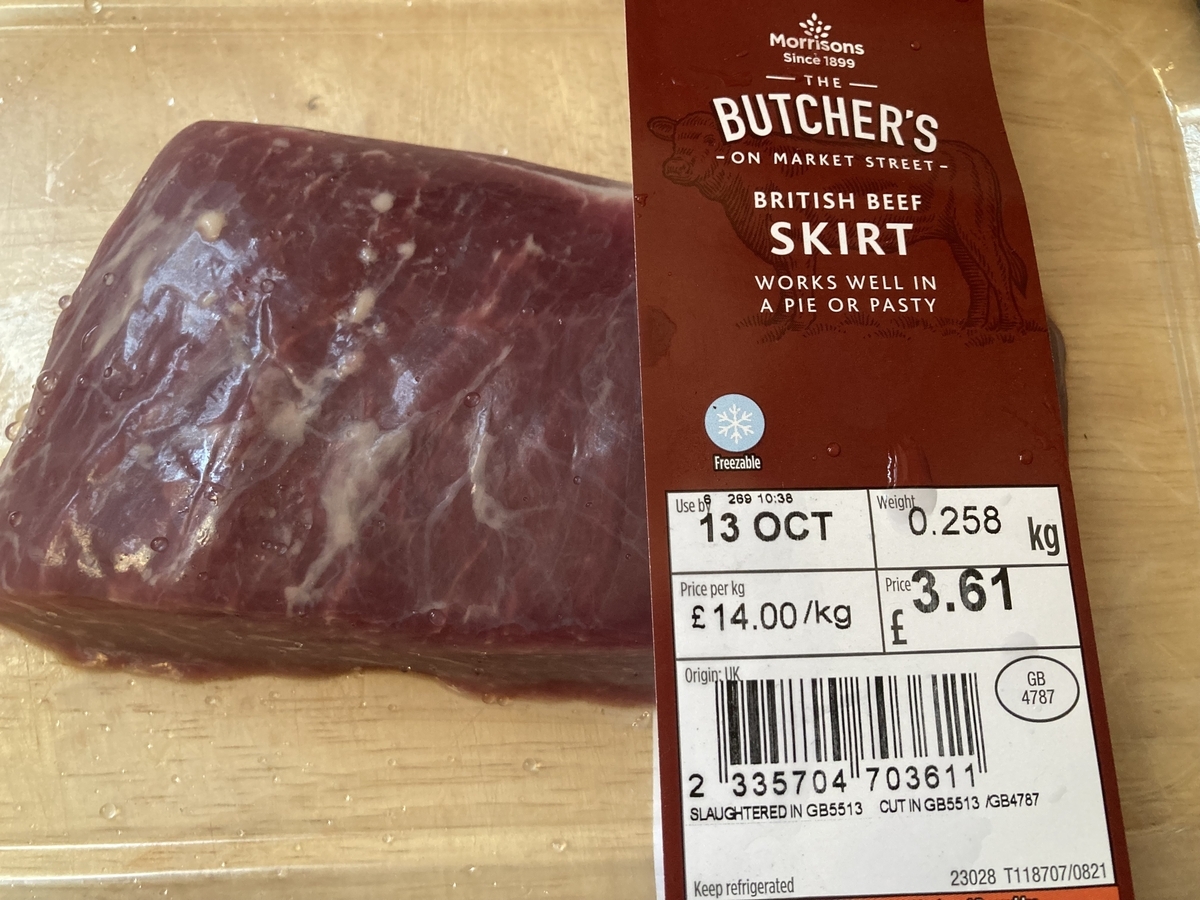 Morrisons
Since 1899
THE
BUTCHER'S
- ON MARKET STREET -
BRITISH BEEF
SKIRT
WORKS WELL IN
A PIE OR PASTY
Freezable
Use by 6 269 10:38
13 OCT
Weight
0.258 kg
Price per kg
£14.00/kg
Price
£3.61
Origin: UK
GB
4787
2 335704 703611
SLAUGHTERED IN GB5513 CUT IN GB5513 /GB4787
Keep refrigerated
23028 T118707/0821